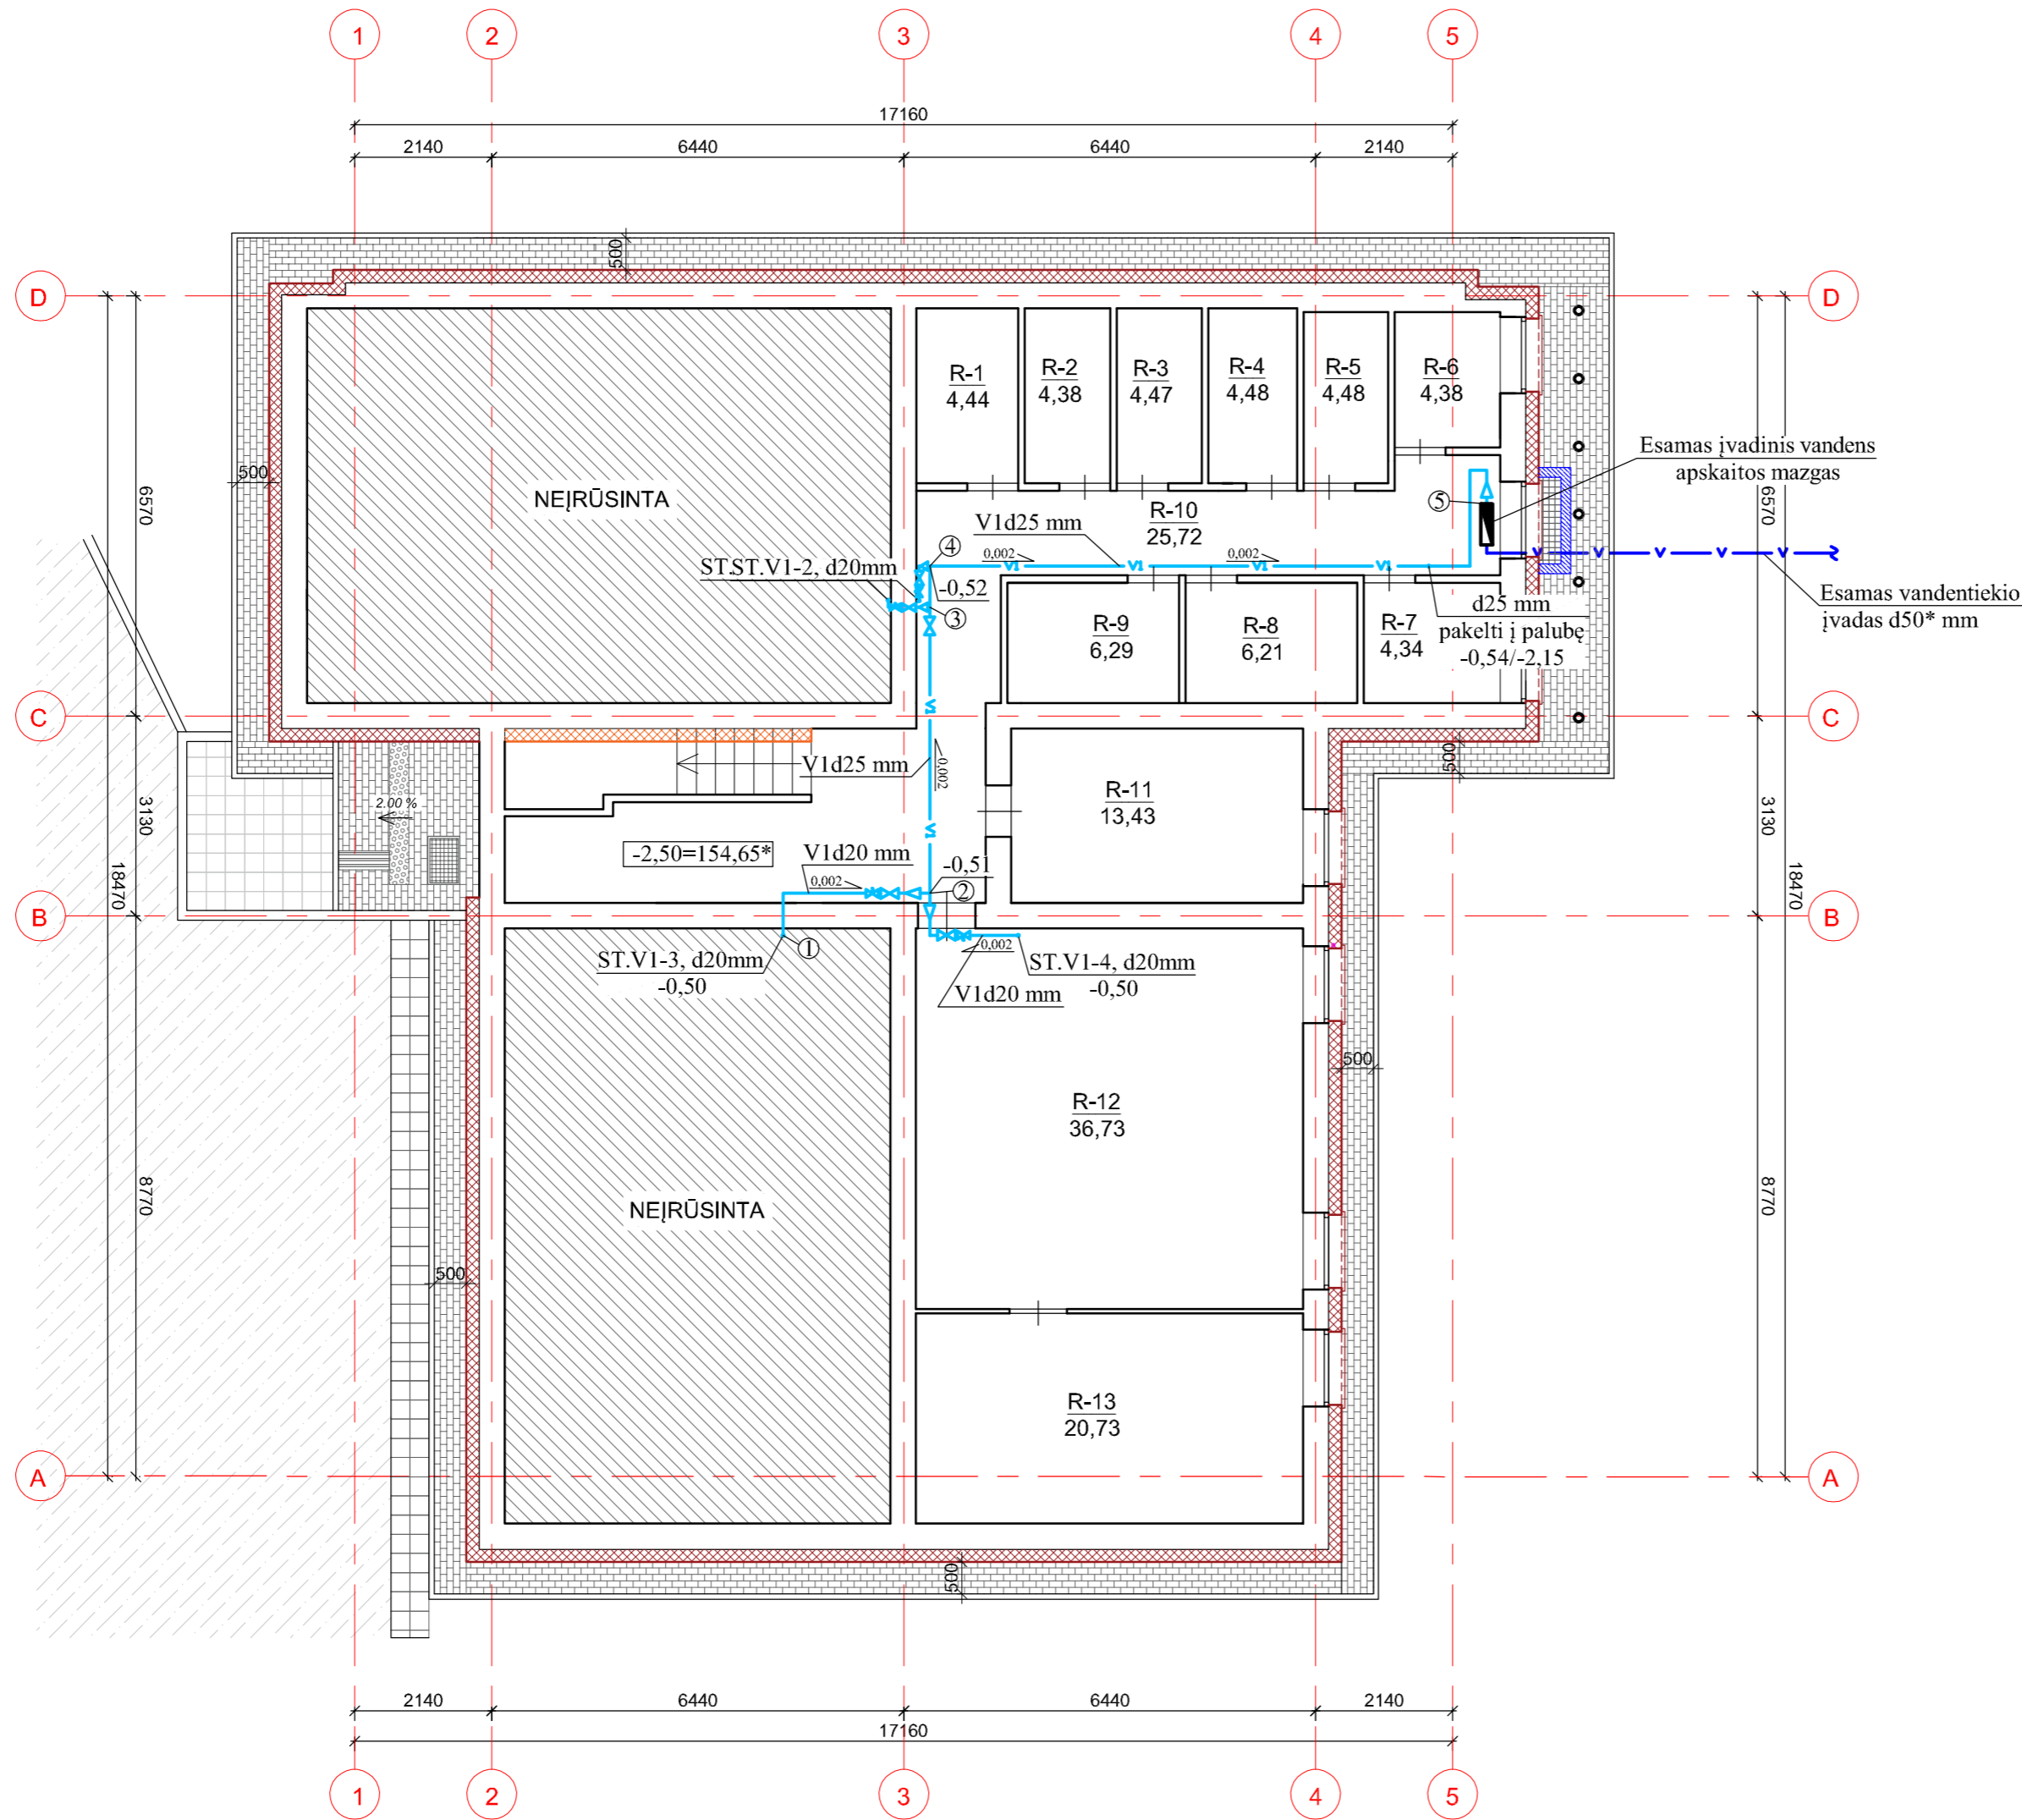 1
2
3
4
5
17160
2140
6440
6440
2140
500
D
D
R-1
4,44
R-2
4,38
R-3
4,47
R-4
4,48
R-5
4,48
R-6
4,38
Esamas įvadinis vandens
apskaitos mazgas
500
6570
6570
NEĮRŪSINTA
5
R-10
25,72
V1d25 mm
0,002
0,002
4
ST.ST.V1-2, d20mm
-0,52
3
V1
V1
V1
V
V
V
V
V
Esamas vandentiekio
įvadas d50* mm
d25 mm
pakelti į palubę
-0,54/-2,15
R-9
6,29
R-8
6,21
R-7
4,34
C
C
V1
V1d25 mm
0,002
500
R-11
13,43
2.00 %
3130
3130
18470
18470
-2,50=154,65*
V1
V1d20 mm
0,002
-0,51
2
B
B
1
ST.V1-3, d20mm
-0,50
0,002
ST.V1-4, d20mm
-0,50
V1d20 mm
500
R-12
36,73
NEĮRŪSINTA
8770
8770
500
R-13
20,73
A
A
500
2140
6440
6440
2140
17160
1
2
3
4
5